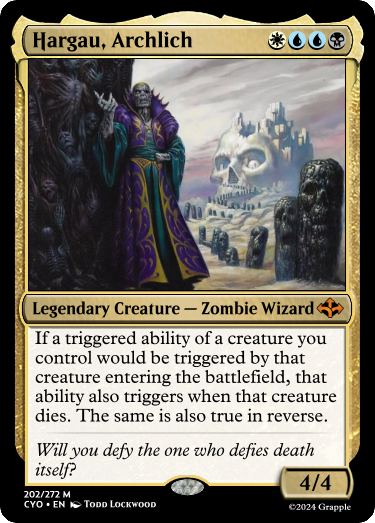 Hargau, Archlich
Legendary Creature — Zombie Wizard
If a triggered ability of a creature you
control would be triggered by that
creature entering the battlefield, that
ability also triggers when that creature
dies. The same is also true in reverse.
Will you defy the one who defies death
itself?
4/4
202/272 M
CYO • EN Todd Lockwood
©2024 Grapple